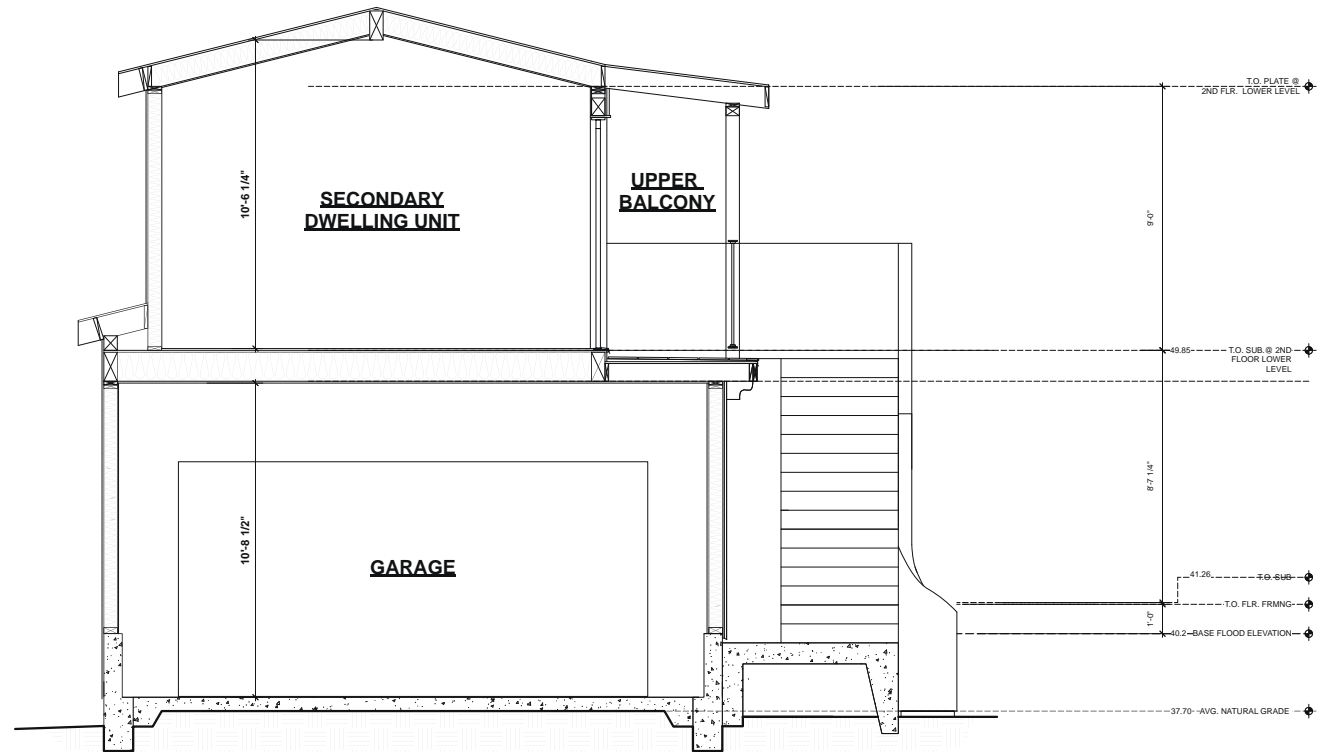 T.O. PLATE @
2ND FLR. LOWER LEVEL
10'-6 1/4"
SECONDARY
DWELLING UNIT
UPPER
BALCONY
9'-0"
49.85 T.O. SUB.@ 2ND
FLOOR LOWER
LEVEL
8'-7 1/4"
10'-8 1/2"
GARAGE
41.26 T.O. SUB
T.O. FLR. FRMNG
1'-0"
40.2 BASE FLOOD ELEVATION
37.70 AVG. NATURAL GRADE